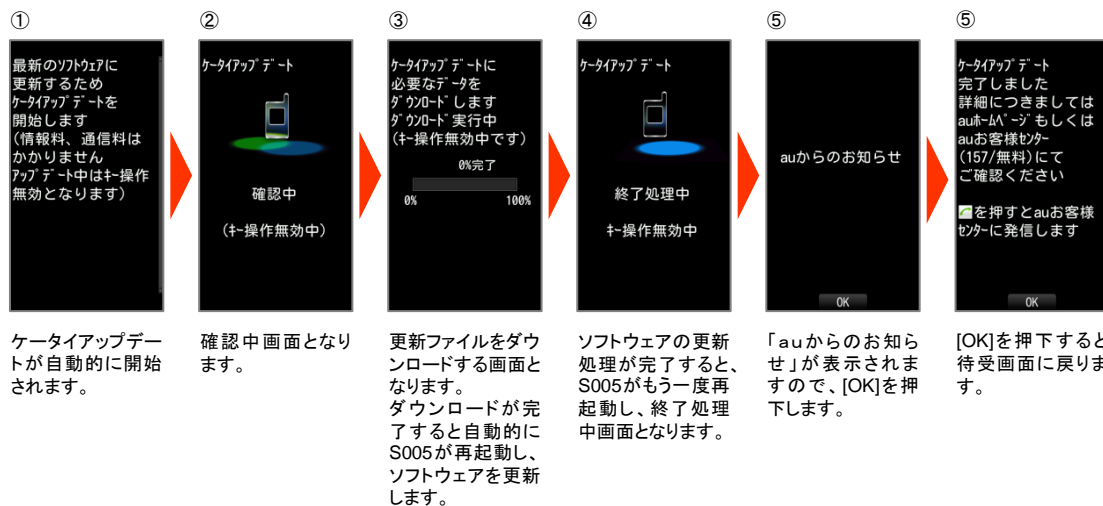 ①
最新のｿﾌﾄｳｪｱに
更新するため
ｹｰﾀｲｱｯﾌﾟﾃﾞｰﾄを
開始します
(情報料、通信料は
かかりません
ｱｯﾌﾟﾃﾞｰﾄ中はｷｰ操作
無効となります)
ケータイアップデー
トが自動的に開始
されます。
②
ｹｰﾀｲｱｯﾌﾟﾃﾞｰﾄ
確認中
(ｷｰ操作無効中)
確認中画面となり
ます。
③
ｹｰﾀｲｱｯﾌﾟﾃﾞｰﾄに
必要なﾃﾞｰﾀを
ﾀﾞｳﾝﾛｰﾄﾞします
ﾀﾞｳﾝﾛｰﾄﾞ実行中
(ｷｰ操作無効中です)
0%完了
0% 100%
更新ファイルをダウ
ンロードする画面と
なります。
ダウンロードが完
了すると自動的に
S005が再起動し、
ソフトウェアを更新
します。
④
ｹｰﾀｲｱｯﾌﾟﾃﾞｰﾄ
終了処理中
ｷｰ操作無効中
ソフトウェアの更新
処理が完了すると、
S005がもう一度再
起動し、終了処理
中画面となります。
⑤
auからのお知らせ
OK
「ａｕからのお知ら
せ」が表示されま
すので、[OK]を押
下します。
⑤
ｹｰﾀｲｱｯﾌﾟﾃﾞｰﾄ
完了しました
詳細につきましては
auﾎｰﾑﾍﾟｰｼﾞもしくは
auお客様ｾﾝﾀｰ
(157/無料)にて
ご確認ください
を押すとauお客様
ｾﾝﾀｰに発信します
OK
[OK]を押下すると
待受画面に戻りま
す。